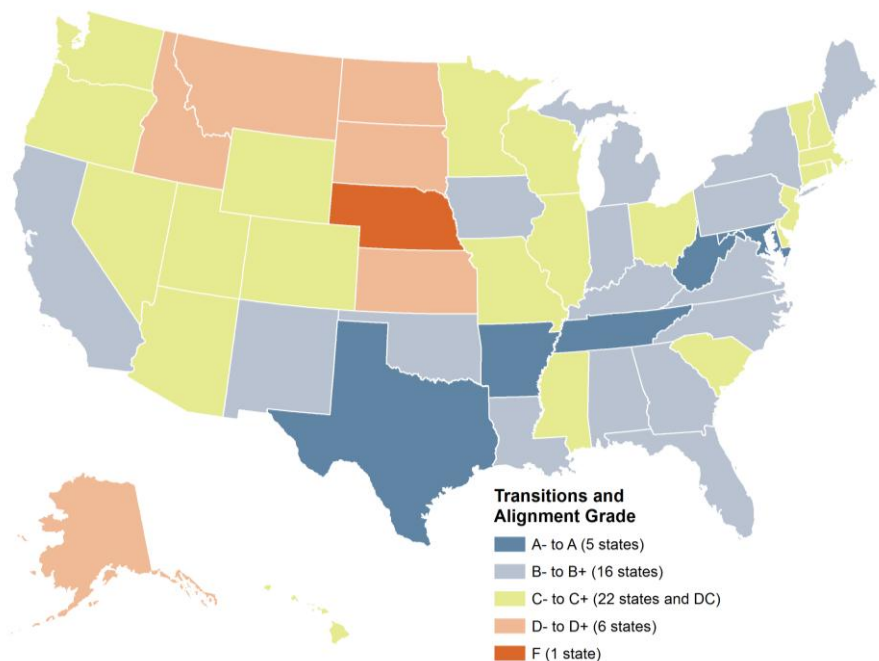 Transitions and
Alignment Grade
A- to A (5 states)
B- to B+ (16 states)
C- to C+ (22 states and DC)
D- to D+ (6 states)
F (1 state)